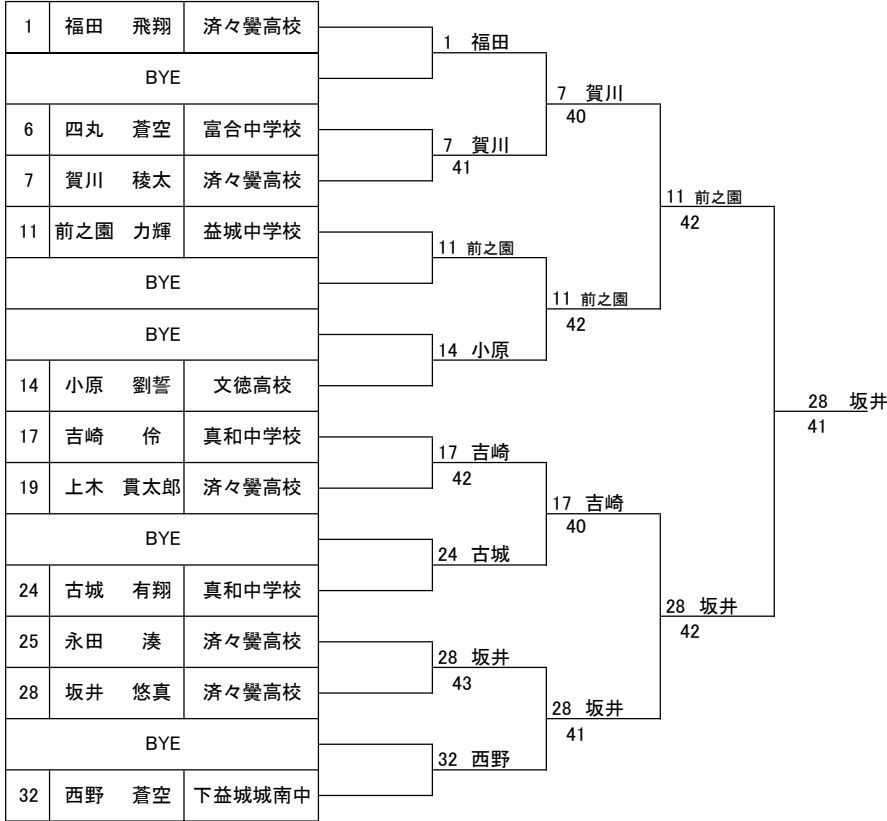 1 福田 飛翔 済々黌高校
BYE
6 四丸 蒼空 富合中学校
7 賀川 稜太 済々黌高校
11 前之園 力輝 益城中学校
BYE
BYE
14 小原 劉誓 文徳高校
17 吉崎 伶 真和中学校
19 上木 貫太郎 済々黌高校
BYE
24 古城 有翔 真和中学校
25 永田 湊 済々黌高校
28 坂井 悠真 済々黌高校
BYE
32 西野 蒼空 下益城城南中
1 福田
7 賀川
41
11 前之園
14 小原
17 吉崎
42
24 古城
28 坂井
43
32 西野
7 賀川
40
11 前之園
42
17 吉崎
40
28 坂井
41
11 前之園
42
28 坂井
42
28 坂井
41